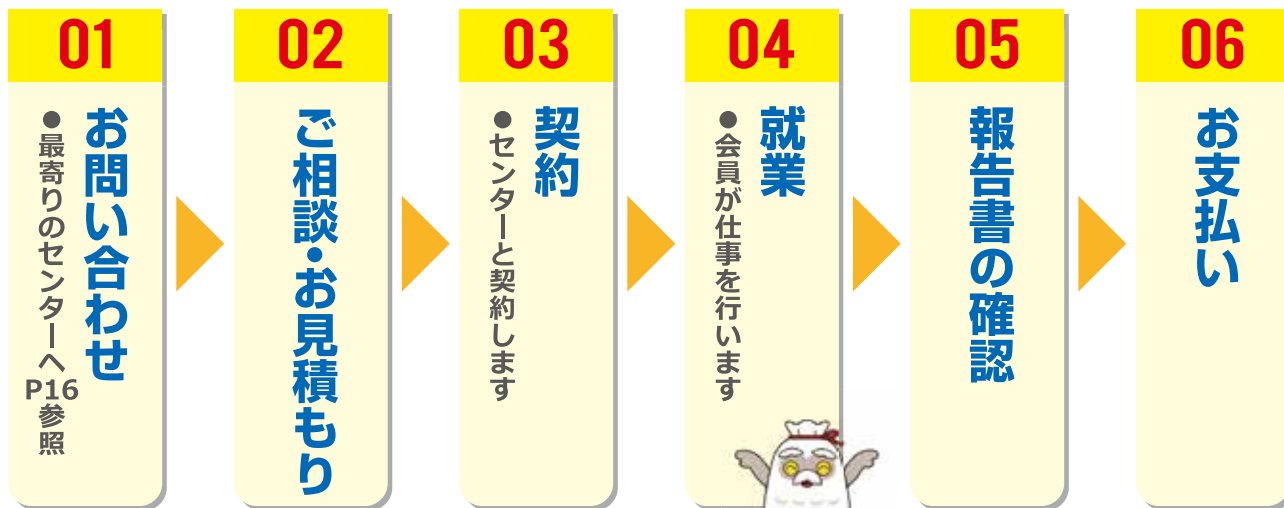 01
お問い合わせ
●最寄りのセンターへ
P16
参照
02
ご相談・お見積もり
03
契約
●センターと契約します
04
就業
●会員が仕事を行います
05
報告書の確認
06
お支払い